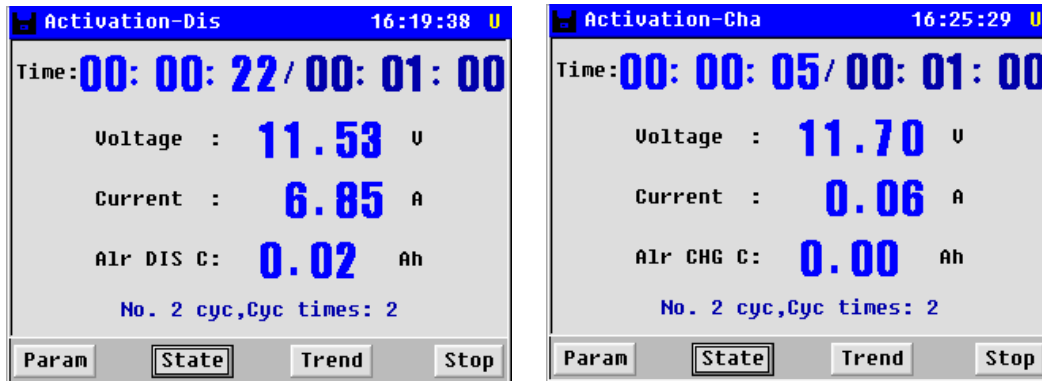 Activation-Dis 16:19:38 U
Time:00: 00: 22/ 00: 01: 00
Voltage : 11.53 V
Current : 6.85 A
Alr DIS C: 0.02 Ah
No. 2 cyc,Cyc times: 2
Param State Trend Stop
Activation-Cha 16:25:29 U
Time:00: 00: 05/ 00: 01: 00
Voltage : 11.70 V
Current : 0.06 A
Alr CHG C: 0.00 Ah
No. 2 cyc,Cyc times: 2
Param State Trend Stop